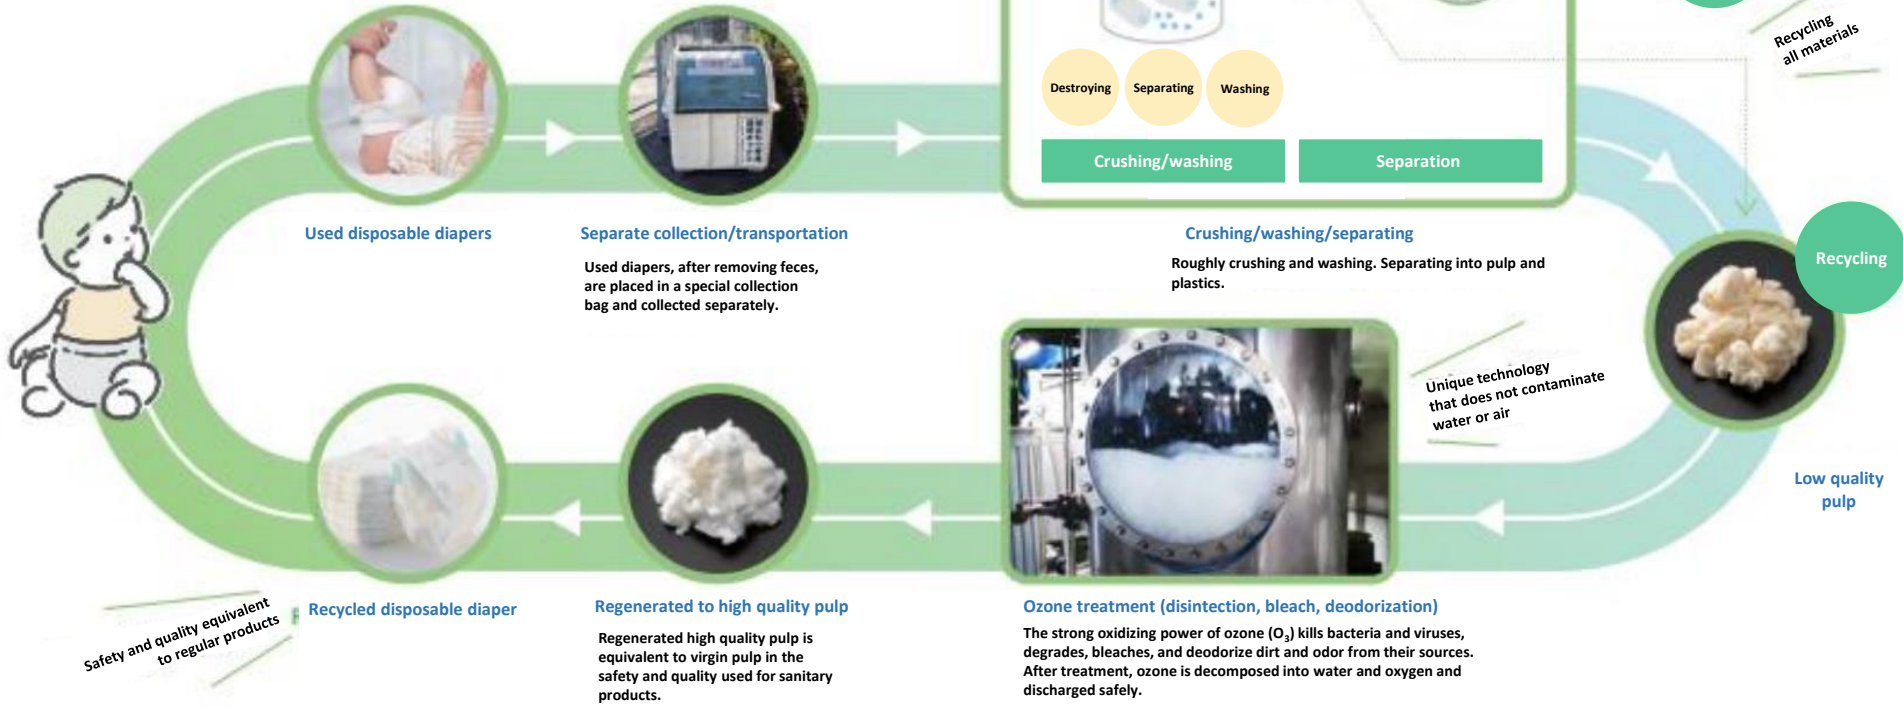 Recycling
all materials
Destroying
Separating
Washing
Crushing/washing
Separation
Used disposable diapers
Separate collection/transportation
Used diapers, after removing feces,
are placed in a special collection
bag and collected separately.
Crushing/washing/separating
Roughly crushing and washing. Separating into pulp and
plastics.
Recycling
Unique technology
that does not contaminate
water or air
Low quality
pulp
Safety and quality equivalent
to regular products
Recycled disposable diaper
Regenerated to high quality pulp
Regenerated high quality pulp is
equivalent to virgin pulp in the
safety and quality used for sanitary
products.
Ozone treatment (disintection, bleach, deodorization)
The strong oxidizing power of ozone (O₃) kills bacteria and viruses,
degrades, bleaches, and deodorize dirt and odor from their sources.
After treatment, ozone is decomposed into water and oxygen and
discharged safely.